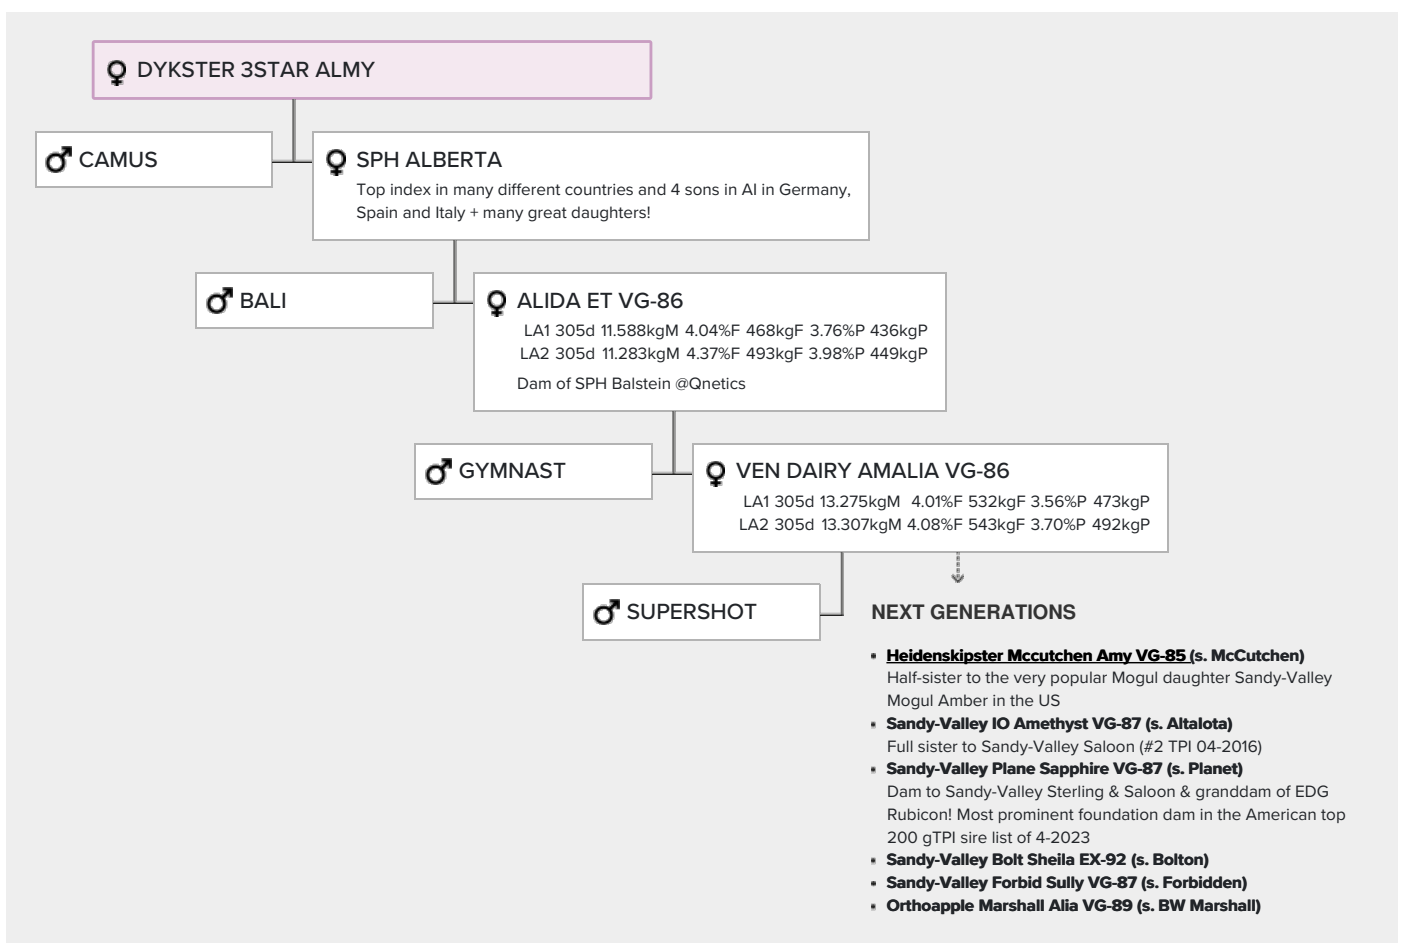 DYKSTER 3STAR ALMY
CAMUS
SPH ALBERTA
Top index in many different countries and 4 sons in AI in Germany,
Spain and Italy + many great daughters!
BALI
ALIDA ET VG-86
LA1 305d 11.588kgM 4.04%F 468kgF 3.76%P 436kgP
LA2 305d 11.283kgM 4.37%F 493kgF 3.98%P 449kgP
Dam of SPH Balstein @Qnetics
GYMNAST
VEN DAIRY AMALIA VG-86
LA1 305d 13.275kgM 4.01%F 532kgF 3.56%P 473kgP
LA2 305d 13.307kgM 4.08%F 543kgF 3.70%P 492kgP
SUPERSHOT
NEXT GENERATIONS
Heidenskipster Mccutchen Amy VG-85 (s. McCutchen)
Half-sister to the very popular Mogul daughter Sandy-Valley
Mogul Amber in the US
Sandy-Valley IO Amethyst VG-87 (s. AltaIota)
Full sister to Sandy-Valley Saloon (#2 TPI 04-2016)
Sandy-Valley Plane Sapphire VG-87 (s. Planet)
Dam to Sandy-Valley Sterling & Saloon & granddam of EDG
Rubicon! Most prominent foundation dam in the American top
200 gTPI sire list of 4-2023
Sandy-Valley Bolt Sheila EX-92 (s. Bolton)
Sandy-Valley Forbid Sully VG-87 (s. Forbidden)
Orthoapple Marshall Alia VG-89 (s. BW Marshall)